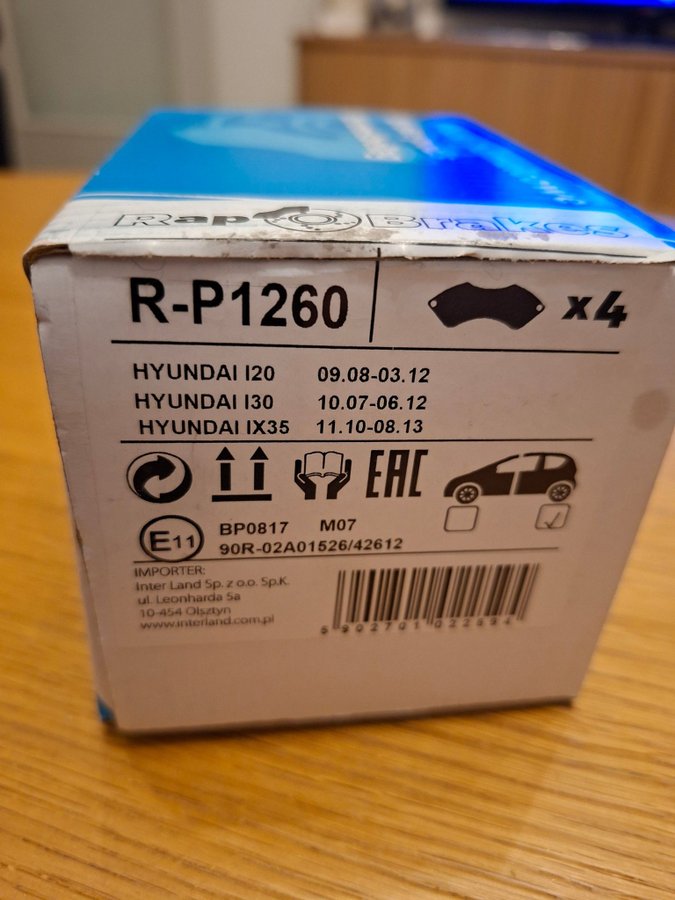 Rap Brakes
R-P1260 x4
HYUNDAI I20 09.08-03.12
HYUNDAI I30 10.07-06.12
HYUNDAI IX35 11.10-08.13
EAC
E11
BP0817 M07
90R-02A01526/42612
IMPORTER:
Inter Land Sp. z o.o. Sp.K.
ul. Leonharda 5a
10-454 Olsztyn
www.interland.com.pl